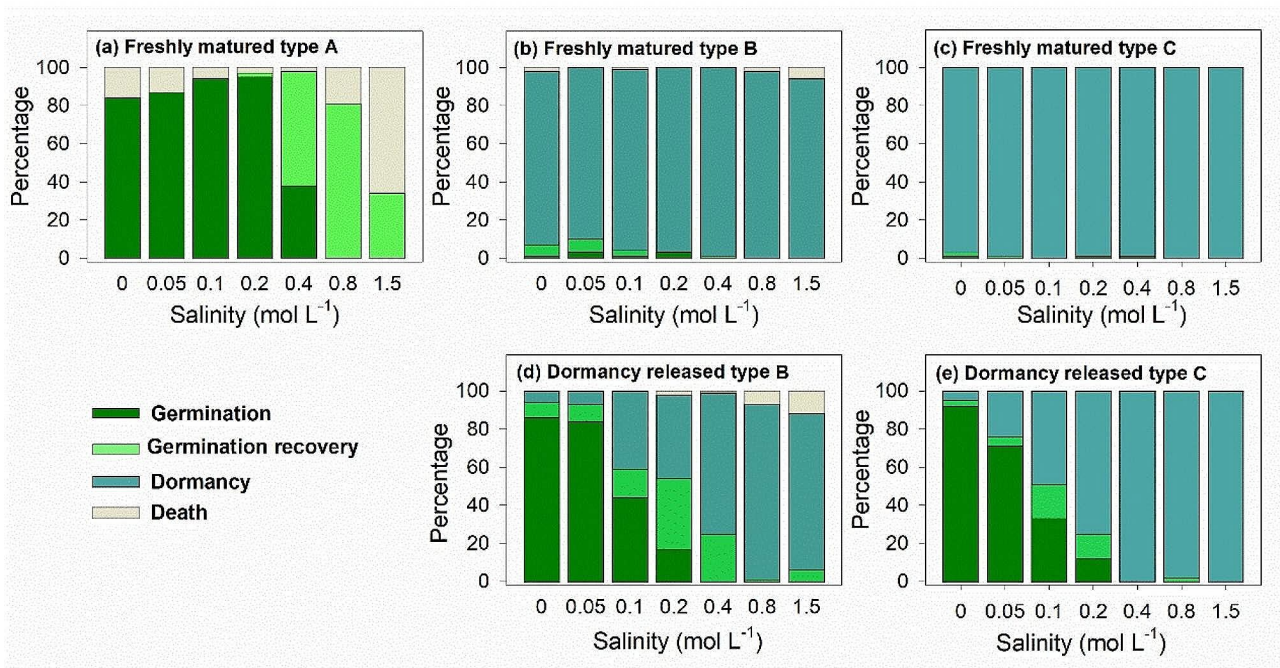 (a) Freshly matured type A
100
80
60
40
20
0
Percentage
0 0.05 0.1 0.2 0.4 0.8 1.5
Salinity (mol L⁻¹)
(b) Freshly matured type B
100
80
60
40
20
0
Percentage
0 0.05 0.1 0.2 0.4 0.8 1.5
Salinity (mol L⁻¹)
(c) Freshly matured type C
100
80
60
40
20
0
Percentage
0 0.05 0.1 0.2 0.4 0.8 1.5
Salinity (mol L⁻¹)
Germination
Germination recovery
Dormancy
Death
(d) Dormancy released type B
100
80
60
40
20
0
Percentage
0 0.05 0.1 0.2 0.4 0.8 1.5
Salinity (mol L⁻¹)
(e) Dormancy released type C
100
80
60
40
20
0
Percentage
0 0.05 0.1 0.2 0.4 0.8 1.5
Salinity (mol L⁻¹)